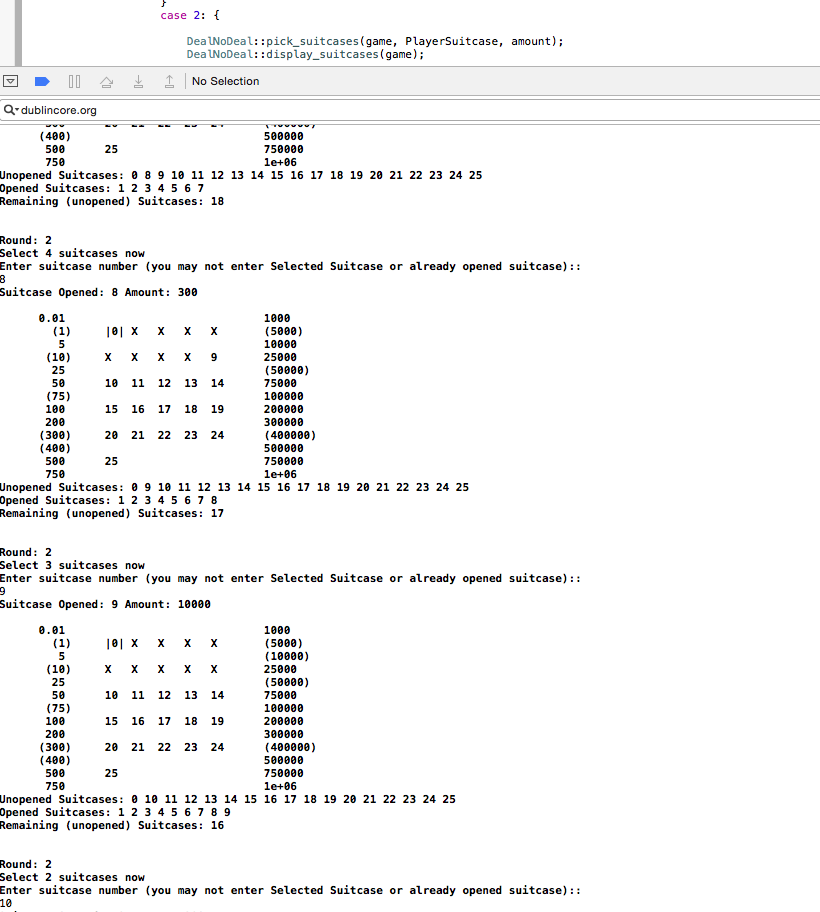 }
case 2: {
DealNoDeal::pick_suitcases(game, PlayerSuitcase, amount);
DealNoDeal::display_suitcases(game);
No Selection
dublincore.org
(400) 500000
500 25 750000
750 1e+06
Unopened Suitcases: 0 8 9 10 11 12 13 14 15 16 17 18 19 20 21 22 23 24 25
Opened Suitcases: 1 2 3 4 5 6 7
Remaining (unopened) Suitcases: 18
Round: 2
Select 4 suitcases now
Enter suitcase number (you may not enter Selected Suitcase or already opened suitcase)::
8
Suitcase Opened: 8 Amount: 300
0.01 1000
(1) |0| X X X X (5000)
5 10000
(10) X X X X 9 25000
25 (50000)
50 10 11 12 13 14 75000
(75) 100000
100 15 16 17 18 19 200000
200 300000
(300) 20 21 22 23 24 (400000)
(400) 500000
500 25 750000
750 1e+06
Unopened Suitcases: 0 9 10 11 12 13 14 15 16 17 18 19 20 21 22 23 24 25
Opened Suitcases: 1 2 3 4 5 6 7 8
Remaining (unopened) Suitcases: 17
Round: 2
Select 3 suitcases now
Enter suitcase number (you may not enter Selected Suitcase or already opened suitcase)::
9
Suitcase Opened: 9 Amount: 10000
0.01 1000
(1) |0| X X X X (5000)
5 (10000)
(10) X X X X X 25000
25 (50000)
50 10 11 12 13 14 75000
(75) 100000
100 15 16 17 18 19 200000
200 300000
(300) 20 21 22 23 24 (400000)
(400) 500000
500 25 750000
750 1e+06
Unopened Suitcases: 0 10 11 12 13 14 15 16 17 18 19 20 21 22 23 24 25
Opened Suitcases: 1 2 3 4 5 6 7 8 9
Remaining (unopened) Suitcases: 16
Round: 2
Select 2 suitcases now
Enter suitcase number (you may not enter Selected Suitcase or already opened suitcase)::
10